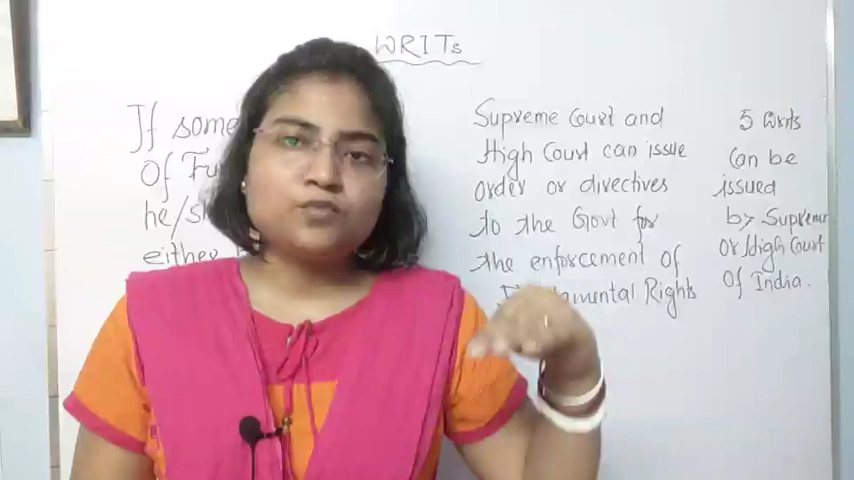 WRITs
If some
Of Fu
he/s
either
Supreme Court and
High Court can issue
order or directives
to the Govt for
the enforcement of
Fundamental Rights
5 Writs
Can be
issued
by Supreme
or High Court
Of India.